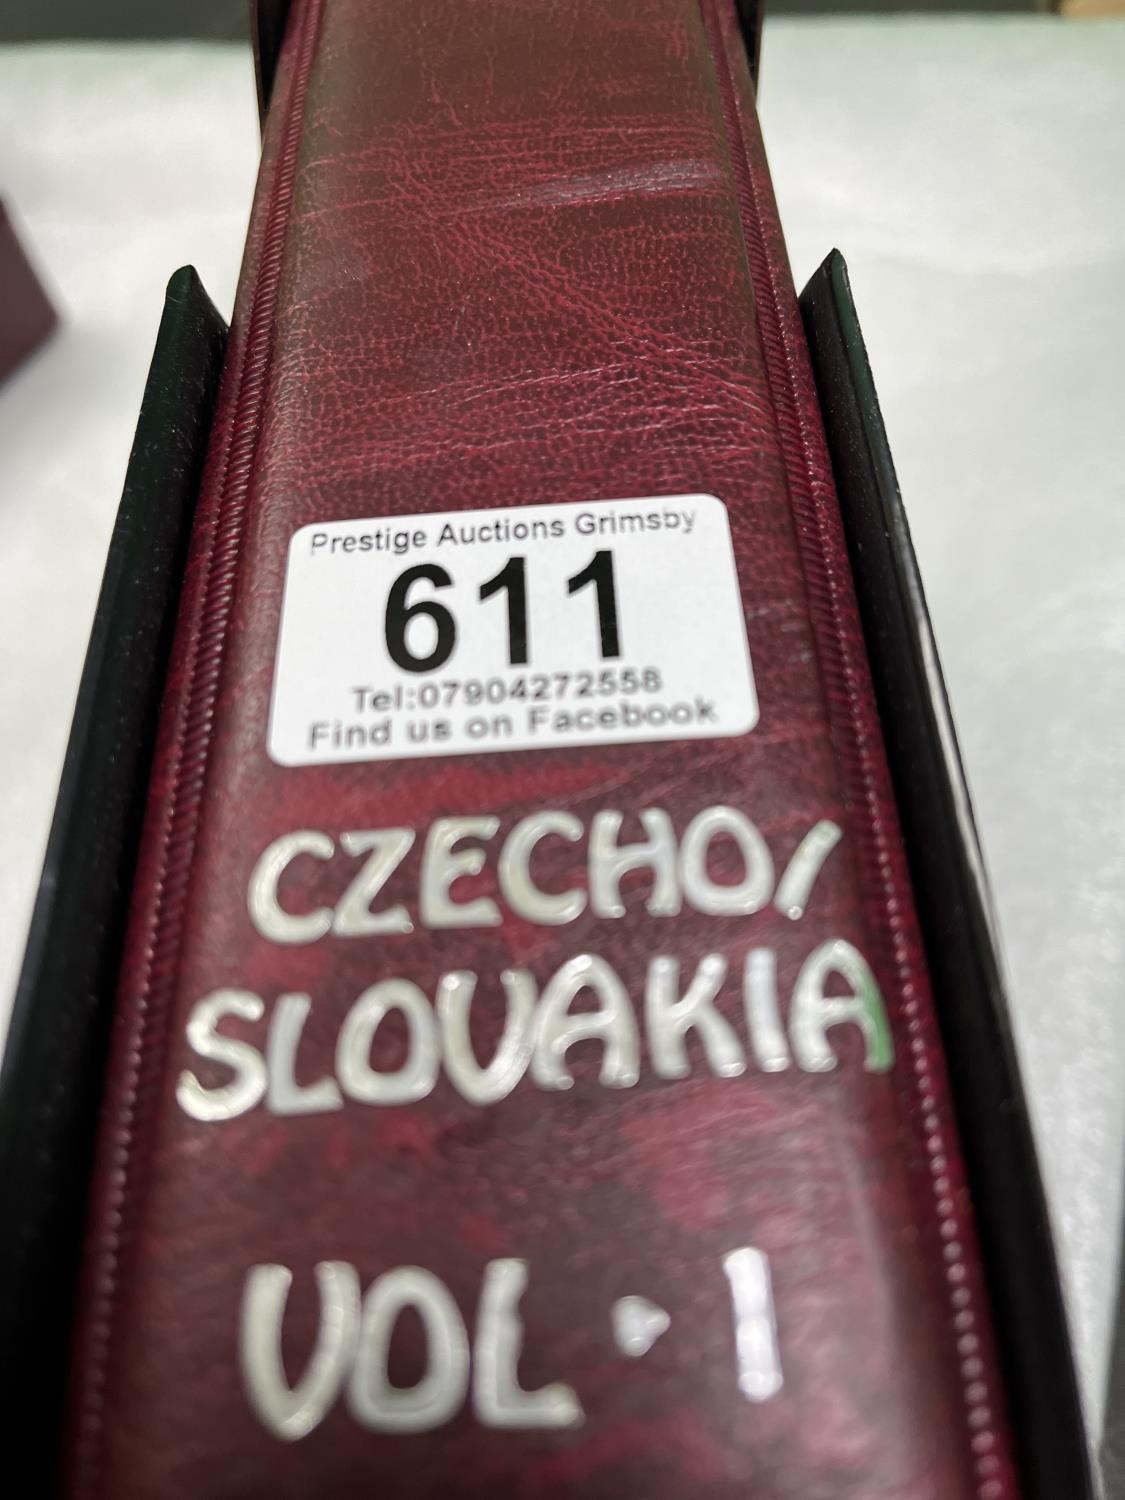 Prestige Auctions Grimsby
611
Tel:07904272558
Find us on Facebook
CZECHO/
SLOVAKIA
VOL · 1